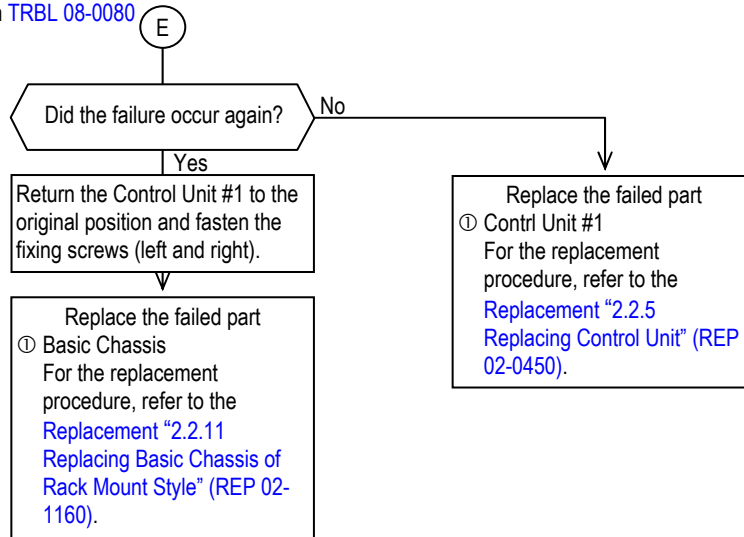 TRBL 08-0080
E
Did the failure occur again?
No
Yes
Return the Control Unit #1 to the
original position and fasten the
fixing screws (left and right).
Replace the failed part
① Basic Chassis
For the replacement
procedure, refer to the
Replacement “2.2.11
Replacing Basic Chassis of
Rack Mount Style” (REP 02-
1160).
Replace the failed part
① Contrl Unit #1
For the replacement
procedure, refer to the
Replacement “2.2.5
Replacing Control Unit” (REP
02-0450).